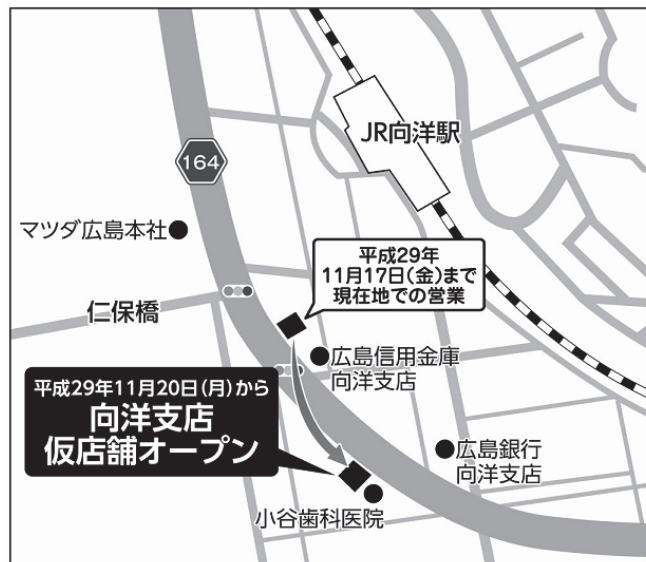 JR向洋駅
164
マツダ広島本社
平成29年
11月17日(金)まで
現在地での営業
仁保橋
広島信用金庫
向洋支店
平成29年11月20日(月)から
向洋支店
仮店舗オープン
広島銀行
向洋支店
小谷歯科医院